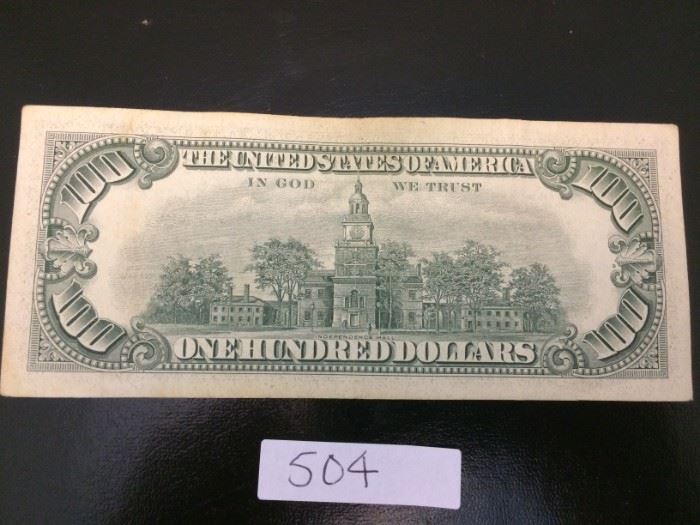 100 THE UNITED STATES OF AMERICA 100
IN GOD WE TRUST
INDEPENDENCE HALL
100 ONE HUNDRED DOLLARS 100
504